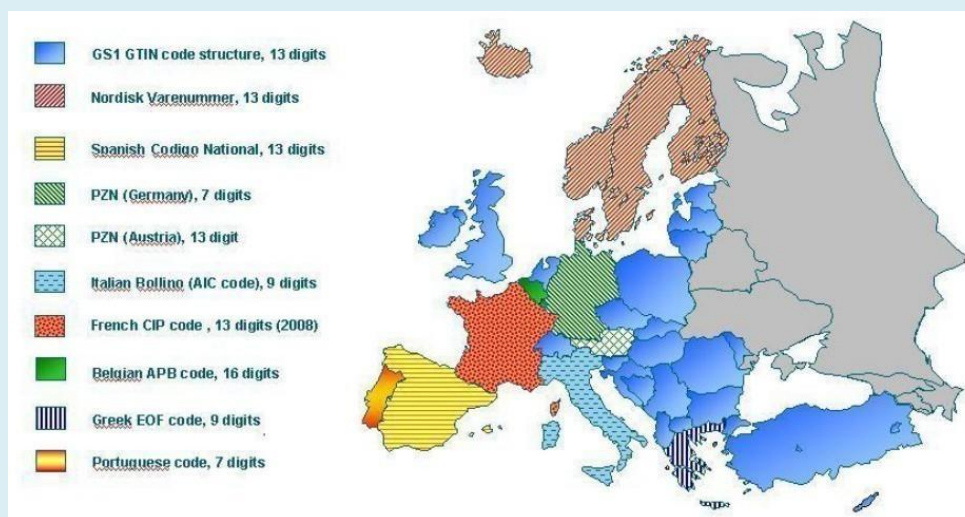 GS1 GTIN code structure, 13 digits
Nordisk Varenummer, 13 digits
Spanish Codigo National, 13 digits
PZN (Germany), 7 digits
PZN (Austria), 13 digit
Italian Bollino (AIC code), 9 digits
French CIP code , 13 digits (2008)
Belgian APB code, 16 digits
Greek EOF code, 9 digits
Portuguese code, 7 digits